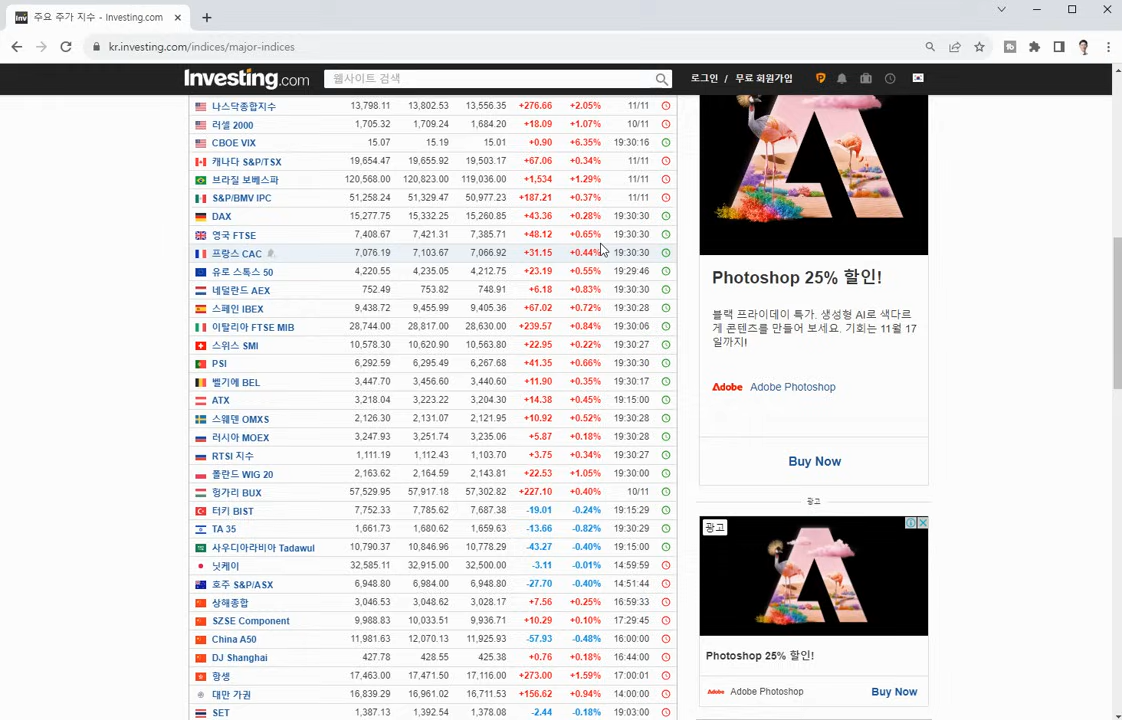 Inv 주요 주가 지수 - Investing.com
kr.investing.com/indices/major-indices
Investing.com 웹사이트 검색 로그인 / 무료 회원가입
나스닥종합지수 13,798.11 13,802.53 13,556.35 +276.66 +2.05% 11/11
러셀 2000 1,705.32 1,709.24 1,684.20 +18.09 +1.07% 10/11
CBOE VIX 15.07 15.19 15.01 +0.90 +6.35% 19:30:16
캐나다 S&P/TSX 19,654.47 19,655.92 19,503.17 +67.06 +0.34% 11/11
브라질 보베스파 120,568.00 120,823.00 119,036.00 +1,534 +1.29% 11/11
S&P/BMV IPC 51,258.24 51,329.47 50,977.23 +187.21 +0.37% 11/11
DAX 15,277.75 15,332.25 15,260.85 +43.36 +0.28% 19:30:30
영국 FTSE 7,408.67 7,421.31 7,385.71 +48.12 +0.65% 19:30:30
프랑스 CAC 7,076.19 7,103.67 7,066.92 +31.15 +0.44% 19:30:30
유로 스톡스 50 4,220.55 4,235.05 4,212.75 +23.19 +0.55% 19:29:46
네덜란드 AEX 752.49 753.82 748.91 +6.18 +0.83% 19:30:30
스페인 IBEX 9,438.72 9,455.99 9,405.36 +67.02 +0.72% 19:30:28
이탈리아 FTSE MIB 28,744.00 28,817.00 28,630.00 +239.57 +0.84% 19:30:06
스위스 SMI 10,578.30 10,620.90 10,563.80 +22.95 +0.22% 19:30:27
PSI 6,292.59 6,295.49 6,267.68 +41.35 +0.66% 19:30:30
벨기에 BEL 3,447.70 3,456.60 3,440.60 +11.90 +0.35% 19:30:17
ATX 3,218.04 3,223.22 3,204.30 +14.38 +0.45% 19:15:00
스웨덴 OMXS 2,126.30 2,131.07 2,121.95 +10.92 +0.52% 19:30:28
러시아 MOEX 3,247.93 3,251.74 3,235.06 +5.87 +0.18% 19:30:28
RTSI 지수 1,111.19 1,112.43 1,103.70 +3.75 +0.34% 19:30:27
폴란드 WIG 20 2,163.62 2,164.59 2,143.81 +22.53 +1.05% 19:30:00
헝가리 BUX 57,529.95 57,917.18 57,302.82 +227.10 +0.40% 10/11
터키 BIST 7,752.33 7,785.62 7,687.38 -19.01 -0.24% 19:15:29
TA 35 1,661.73 1,680.62 1,659.63 -13.66 -0.82% 19:30:29
사우디아라비아 Tadawul 10,790.37 10,846.96 10,778.29 -43.27 -0.40% 19:15:00
닛케이 32,585.11 32,915.00 32,500.00 -3.11 -0.01% 14:59:59
호주 S&P/ASX 6,948.80 6,984.00 6,948.80 -27.70 -0.40% 14:51:44
상해종합 3,046.53 3,048.62 3,028.17 +7.56 +0.25% 16:59:33
SZSE Component 9,988.83 10,033.51 9,936.71 +10.29 +0.10% 17:29:45
China A50 11,981.63 12,070.13 11,925.93 -57.93 -0.48% 16:00:00
DJ Shanghai 427.78 428.55 425.38 +0.76 +0.18% 16:44:00
항셍 17,463.00 17,471.50 17,116.00 +273.00 +1.59% 17:00:01
대만 가권 16,839.29 16,961.02 16,711.53 +156.62 +0.94% 14:00:00
SET 1,387.13 1,392.54 1,378.08 -2.44 -0.18% 19:03:00
Photoshop 25% 할인!
블랙 프라이데이 특가. 생성형 AI로 색다르
게 콘텐츠를 만들어 보세요. 기회는 11월 17
일까지!
Adobe Adobe Photoshop
Buy Now
광고
광고
Photoshop 25% 할인!
Adobe Adobe Photoshop Buy Now